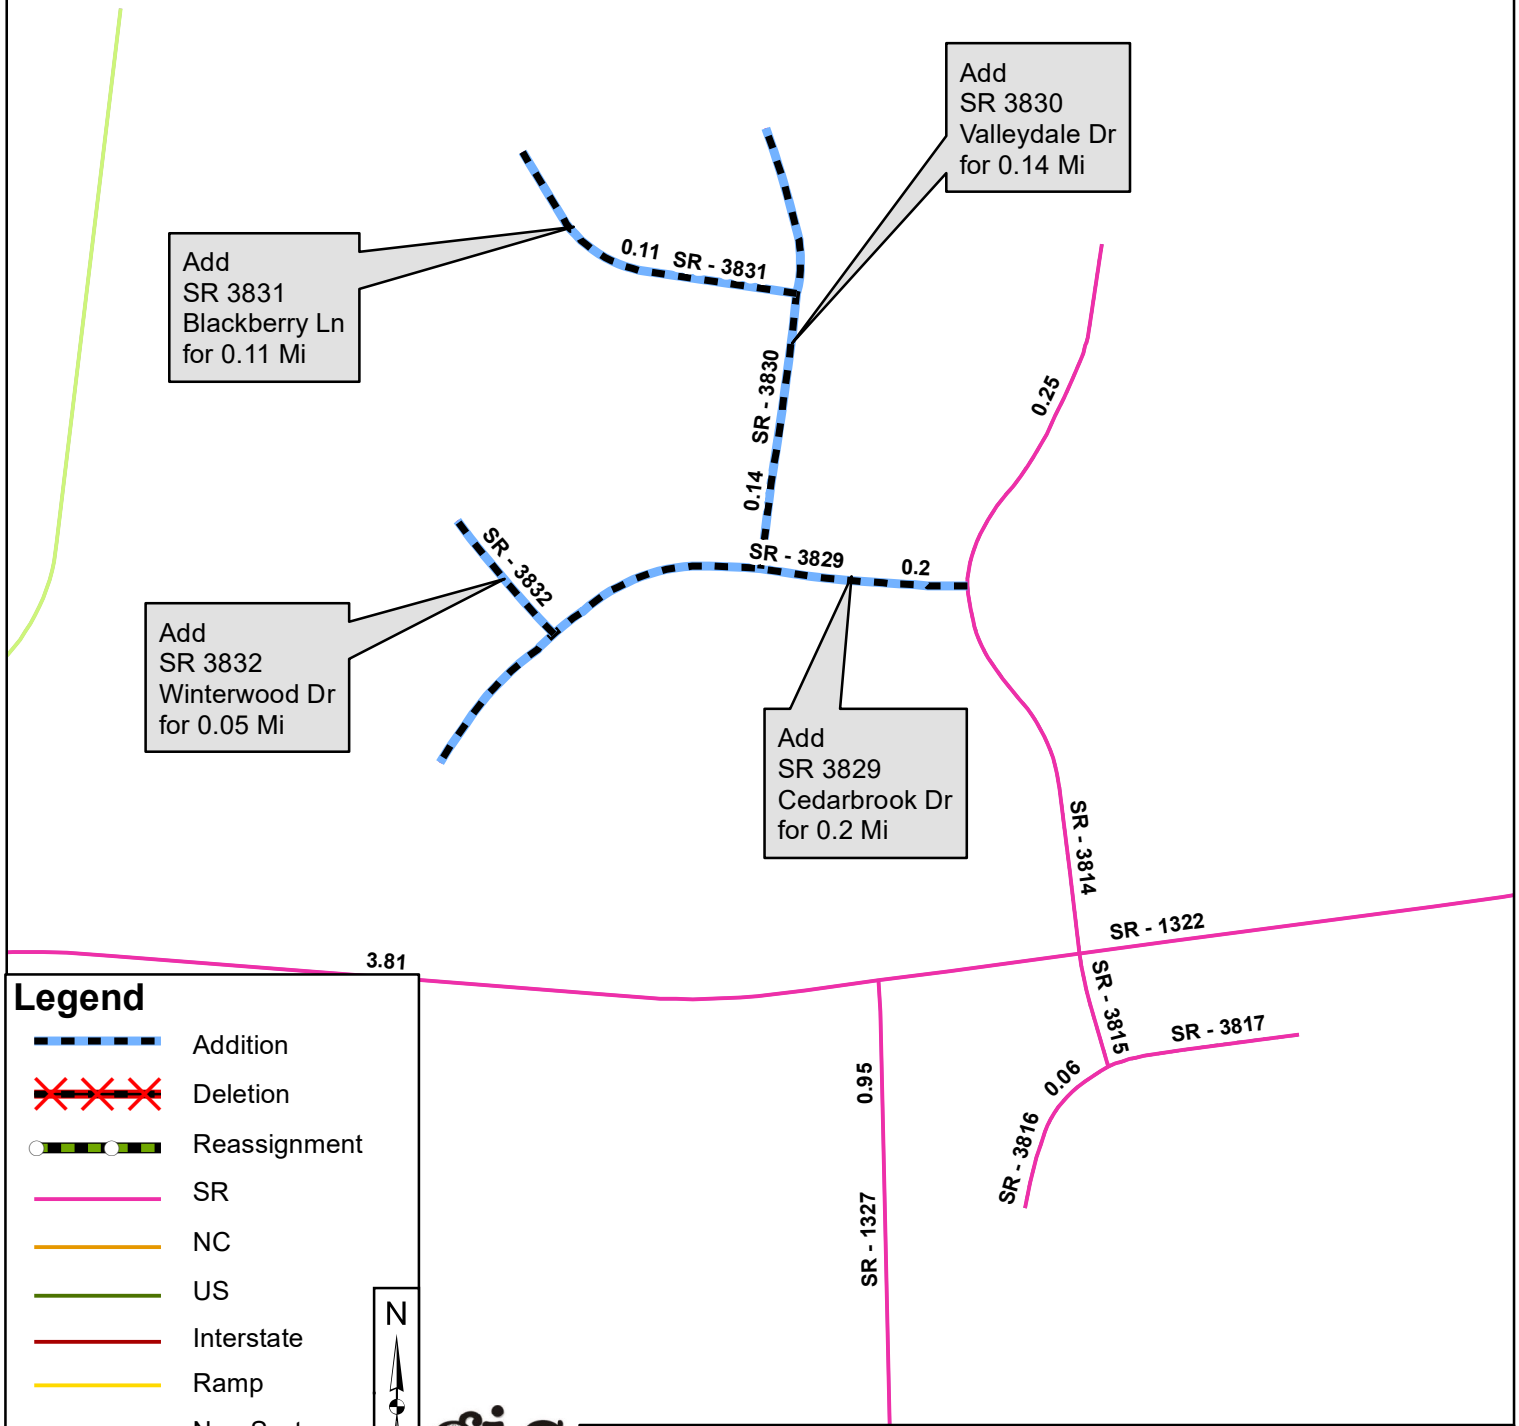 Add
SR 3830
Valleydale Dr
for 0.14 Mi
Add
SR 3831
Blackberry Ln
for 0.11 Mi
0.11 SR - 3831
SR - 3830
0.14
0.25
SR - 3829
0.2
SR - 3832
Add
SR 3832
Winterwood Dr
for 0.05 Mi
Add
SR 3829
Cedarbrook Dr
for 0.2 Mi
SR - 3814
SR - 1322
3.81
SR - 3815
SR - 3817
0.06
SR - 3816
0.95
SR - 1327
Legend
Addition
Deletion
Reassignment
SR
NC
US
Interstate
Ramp
N